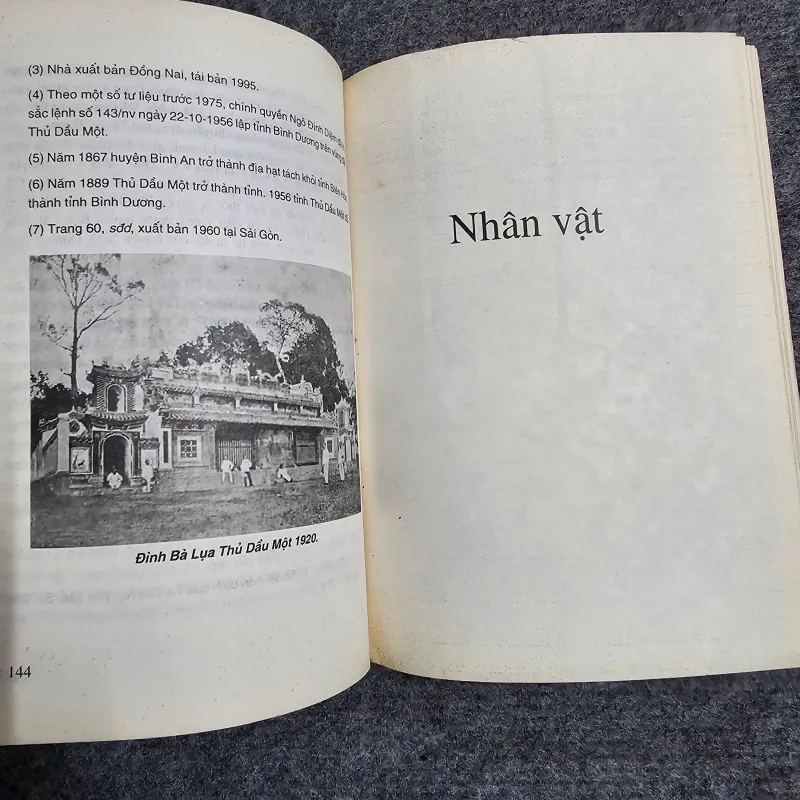 (3) Nhà xuất bản Đồng Nai, tái bản 1995.
(4) Theo một số tư liệu trước 1975, chính quyền Ngô Đình Diệm
sắc lệnh số 143/nv ngày 22-10-1956 lập tỉnh Bình Dương trên vùng
Thủ Dầu Một.
(5) Năm 1867 huyện Bình An trở thành địa hạt tách khỏi tỉnh Biên Hòa
(6) Năm 1889 Thủ Dầu Một trở thành tỉnh. 1956 tỉnh Thủ Dầu Một
thành tỉnh Bình Dương.
(7) Trang 60, sđd, xuất bản 1960 tại Sài Gòn.
Đình Bà Lụa Thủ Dầu Một 1920.
144
Nhân vật